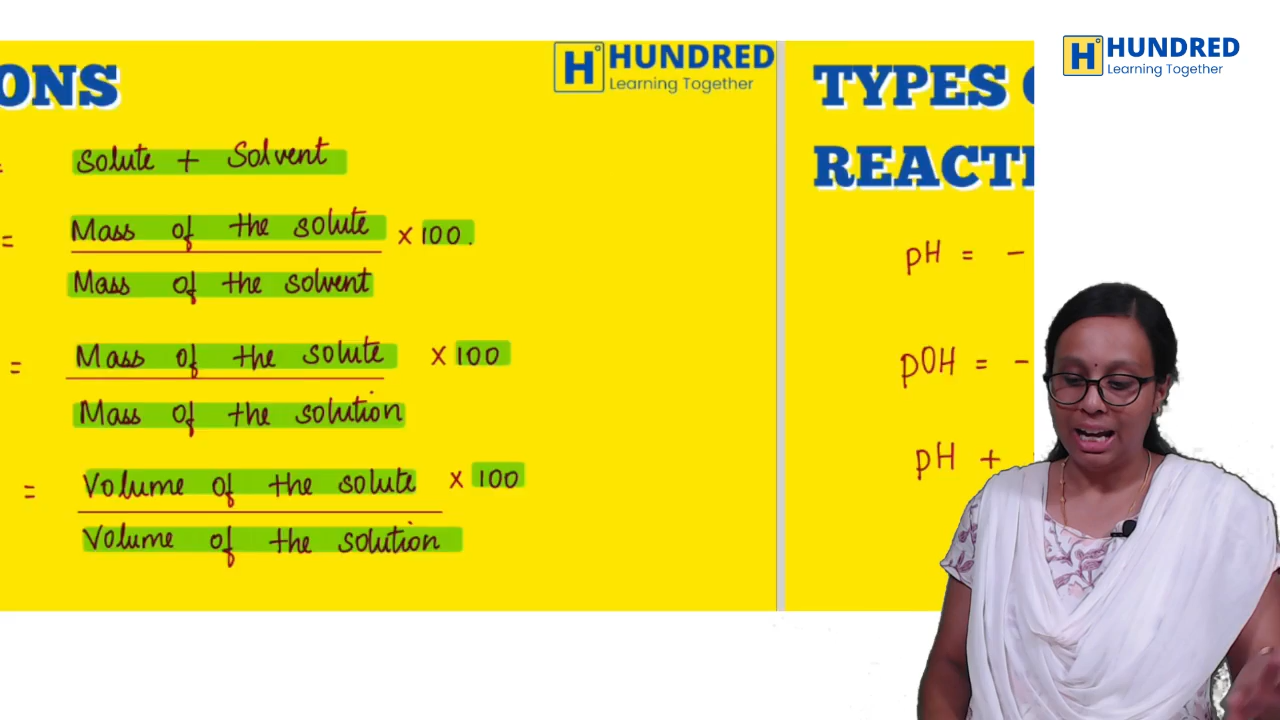 ONS
HUNDRED
Learning Together
= Solute + Solvent
= Mass of the solute × 100.
Mass of the solvent
= Mass of the solute × 100
Mass of the solution
= Volume of the solute × 100
Volume of the solution
TYPES
REACTI
pH = -
pOH = -
pH +
HUNDRED
Learning Together